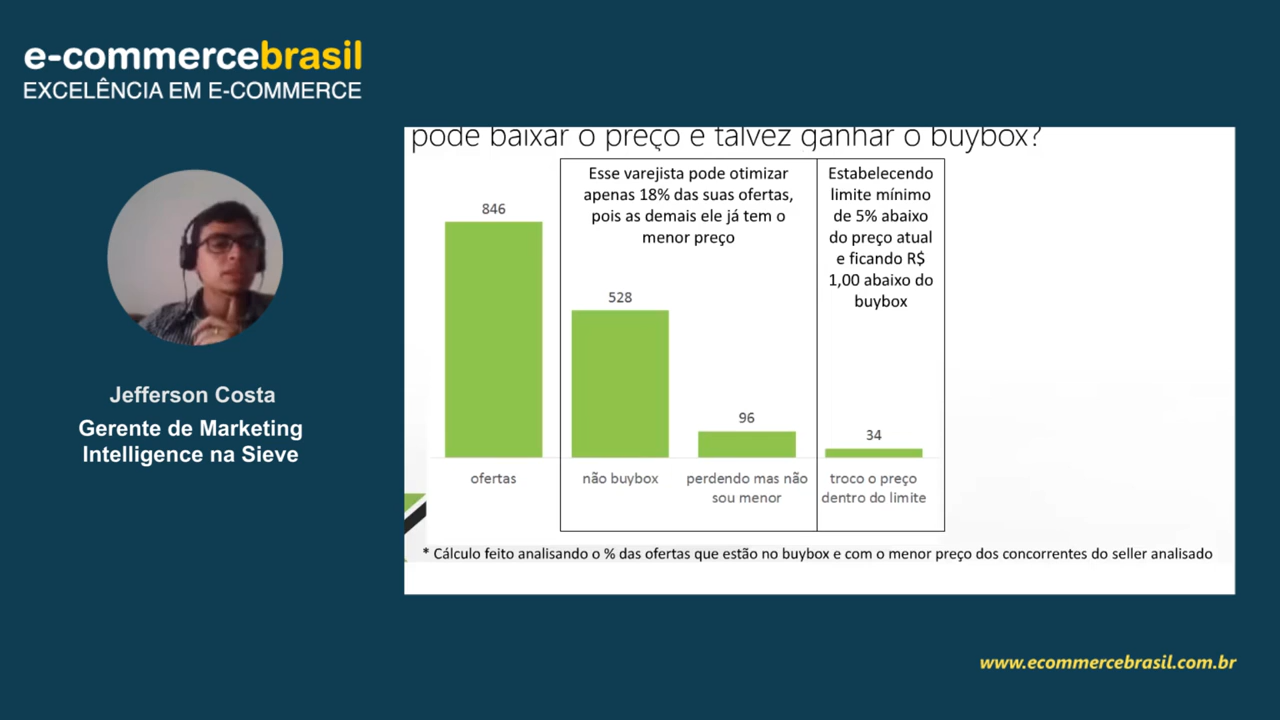 e-commercebrasil
EXCELÊNCIA EM E-COMMERCE
Jefferson Costa
Gerente de Marketing
Intelligence na Sieve
pode baixar o preço e talvez ganhar o buybox?
Esse varejista pode otimizar
apenas 18% das suas ofertas,
pois as demais ele já tem o
menor preço
Estabelecendo
limite mínimo
de 5% abaixo
do preço atual
e ficando R$
1,00 abaixo do
buybox
846
528
96
34
ofertas
não buybox
perdendo mas não
sou menor
troco o preço
dentro do limite
* Cálculo feito analisando o % das ofertas que estão no buybox e com o menor preço dos concorrentes do seller analisado
www.ecommercebrasil.com.br